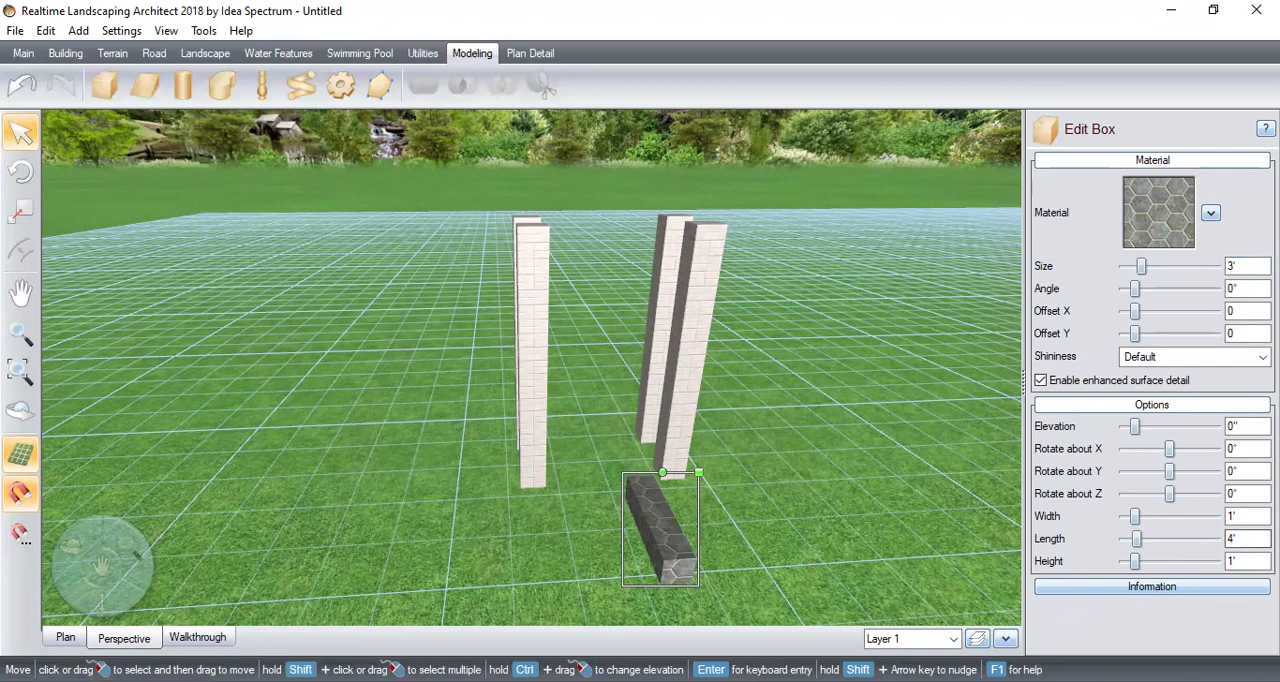 Realtime Landscaping Architect 2018 by Idea Spectrum - Untitled
File Edit Add Settings View Tools Help
Main Building Terrain Road Landscape Water Features Swimming Pool Utilities Modeling Plan Detail
Edit Box ?
Material
Material
Size 3'
Angle 0°
Offset X 0
Offset Y 0
Shininess Default
Enable enhanced surface detail
Options
Elevation 0"
Rotate about X 0°
Rotate about Y 0°
Rotate about Z 0°
Width 1'
Length 4'
Height 1'
Information
Plan Perspective Walkthrough Layer 1
Move click or drag to select and then drag to move hold Shift + click or drag to select multiple hold Ctrl + drag to change elevation Enter for keyboard entry hold Shift + Arrow key to nudge F1 for help